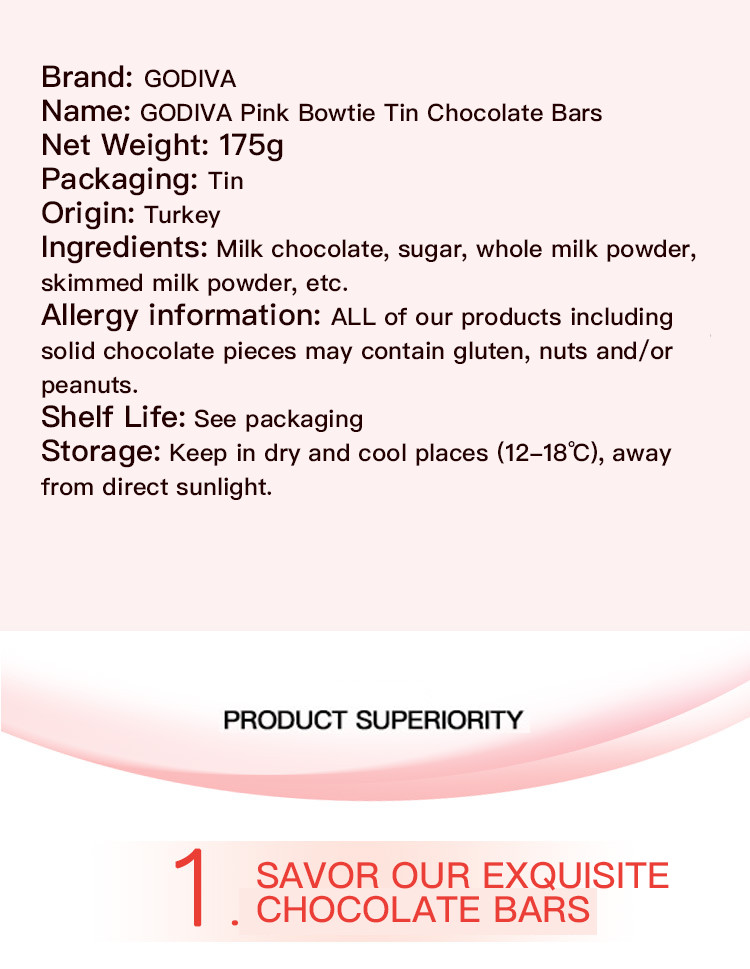 Brand: GODIVA
Name: GODIVA Pink Bowtie Tin Chocolate Bars
Net Weight: 175g
Packaging: Tin
Origin: Turkey
Ingredients: Milk chocolate, sugar, whole milk powder,
skimmed milk powder, etc.
Allergy information: ALL of our products including
solid chocolate pieces may contain gluten, nuts and/or
peanuts.
Shelf Life: See packaging
Storage: Keep in dry and cool places (12–18℃), away
from direct sunlight.
PRODUCT SUPERIORITY
1. SAVOR OUR EXQUISITE
CHOCOLATE BARS